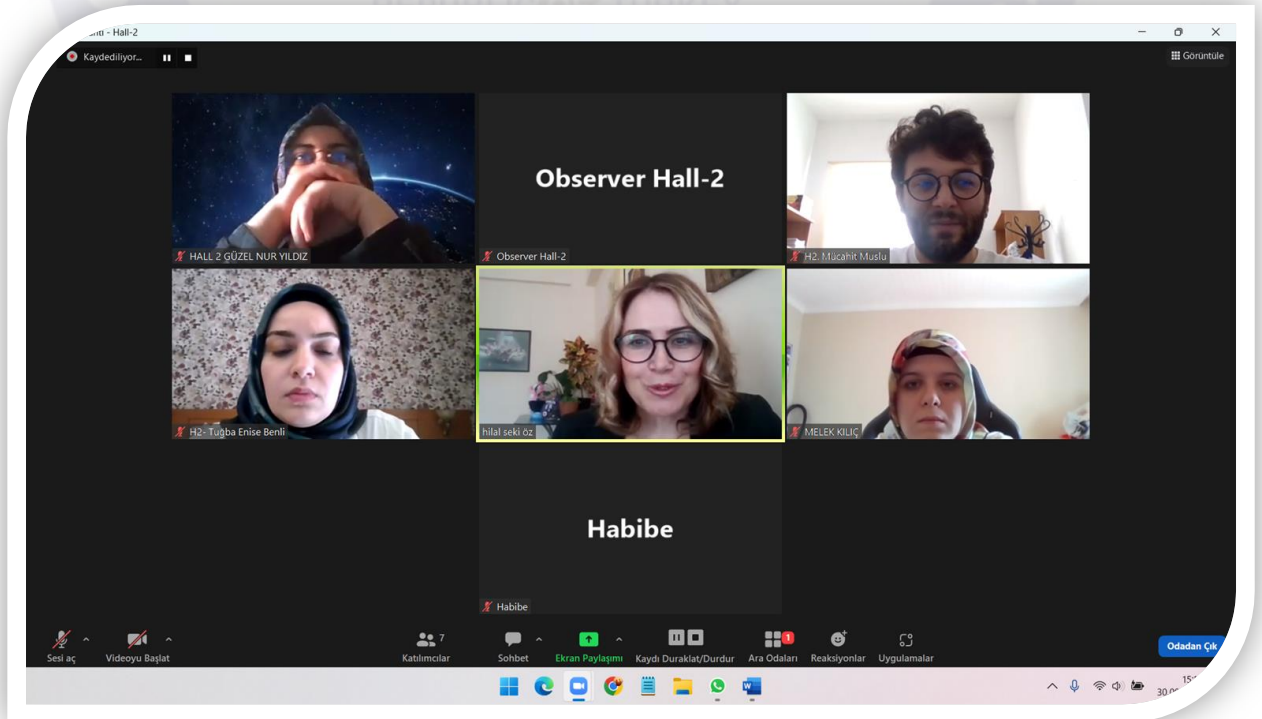 - Hall-2
Kaydediliyor...
Görüntüle
HALL 2 GÜZEL NUR YILDIZ
Observer Hall-2
Observer Hall-2
H2. Mücahit Muslu
H2- Tuğba Enise Benli
hilal seki öz
MELEK KILIÇ
Habibe
Habibe
Sesi aç
Videoyu Başlat
7
Katılımcılar
Sohbet
Ekran Paylaşımı
Kaydı Duraklat/Durdur
1
Ara Odaları
Reaksiyonlar
Uygulamalar
Odadan Çık